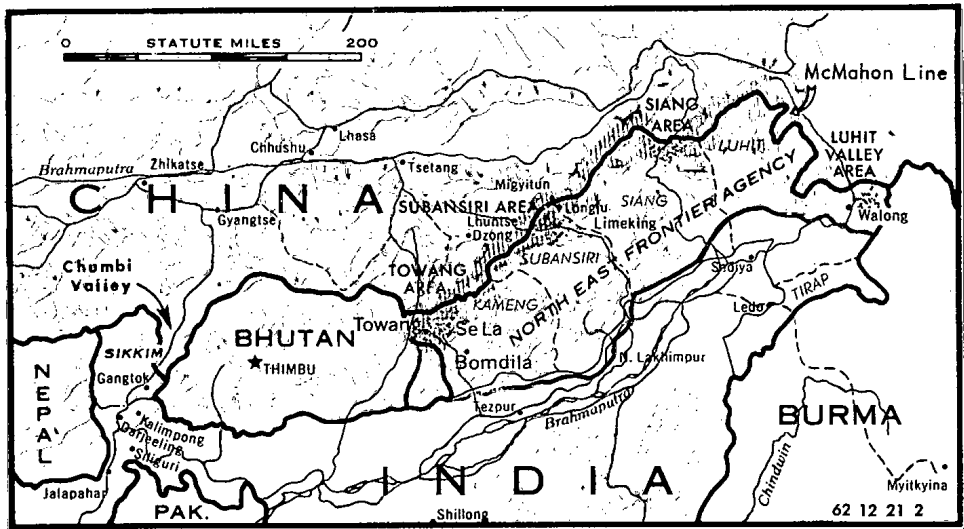 0 STATUTE MILES 200
McMahon Line
SIANG AREA
Lhasa
Chhushu
LUHIT
LUHIT VALLEY AREA
Brahmaputra
Zhikatse
Tsetang
Migyitun
CHINA
SUBANSIRI AREA
Longju
SIANG
Gyangtse
Lhuntse Dzong
Limeking
Walong
NORTH EAST FRONTIER AGENCY
SUBANSIRI
Chumbi Valley
TOWANG AREA
KAMENG
TIRAP
Ledo
Towang
Se La
BHUTAN
THIMBU
Bomdila
SIKKIM
N. Lakhimpur
NEPAL
Gangtok
Tezpur
Brahmaputra
BURMA
Kalimpong
Darjeeling
Siliguri
Chindwin
Jalapahar
INDIA
Myitkyina
PAK.
Shillong
62 12 21 2